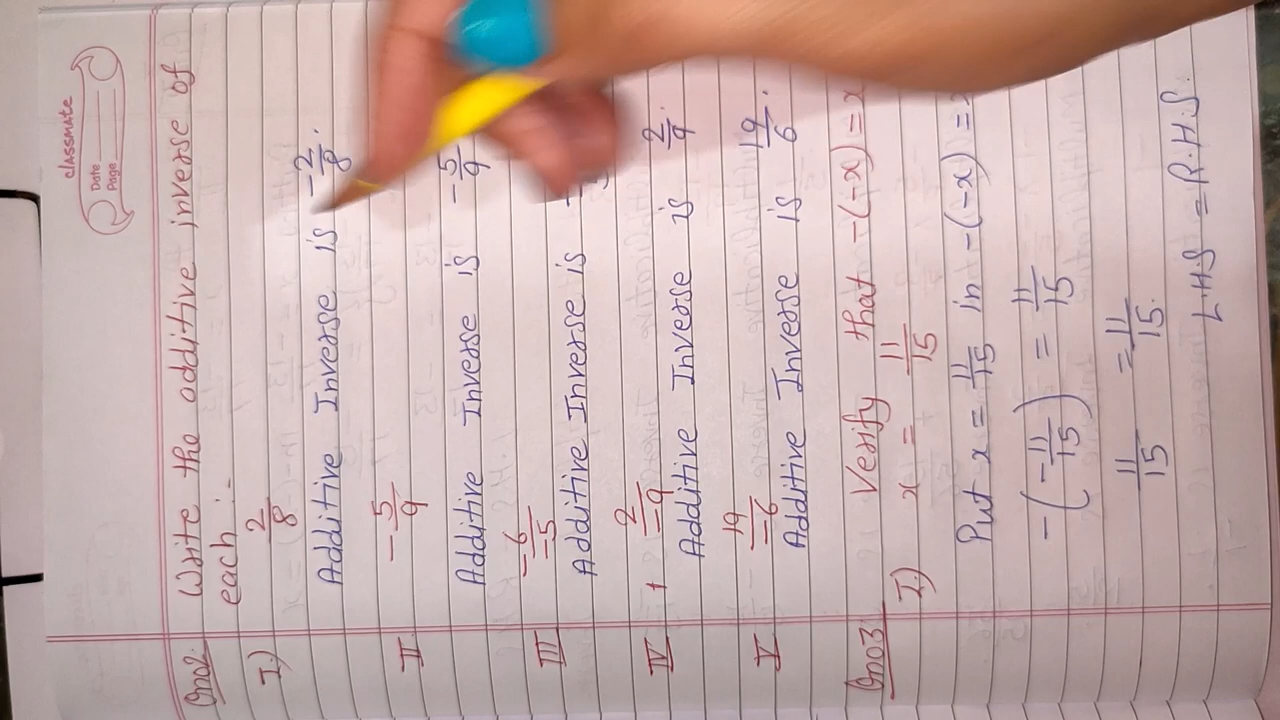 classmate
Date
Page
Qno2. Write the additive inverse of
each :-
I.) 2/8
Additive Inverse is -2/8.
II -5/9
Additive Inverse is -5/9
III -6/-5
Additive Inverse is
IV 2/-9
Additive Inverse is 2/9.
V 19/-6
Additive Inverse is 19/6.
Qno3. Verify that -(-x) = x
I.) x = 11/15
Put x = 11/15 in -(-x) =
-(-11/15) = 11/15
11/15 = 11/15.
L.H.S = R.H.S.